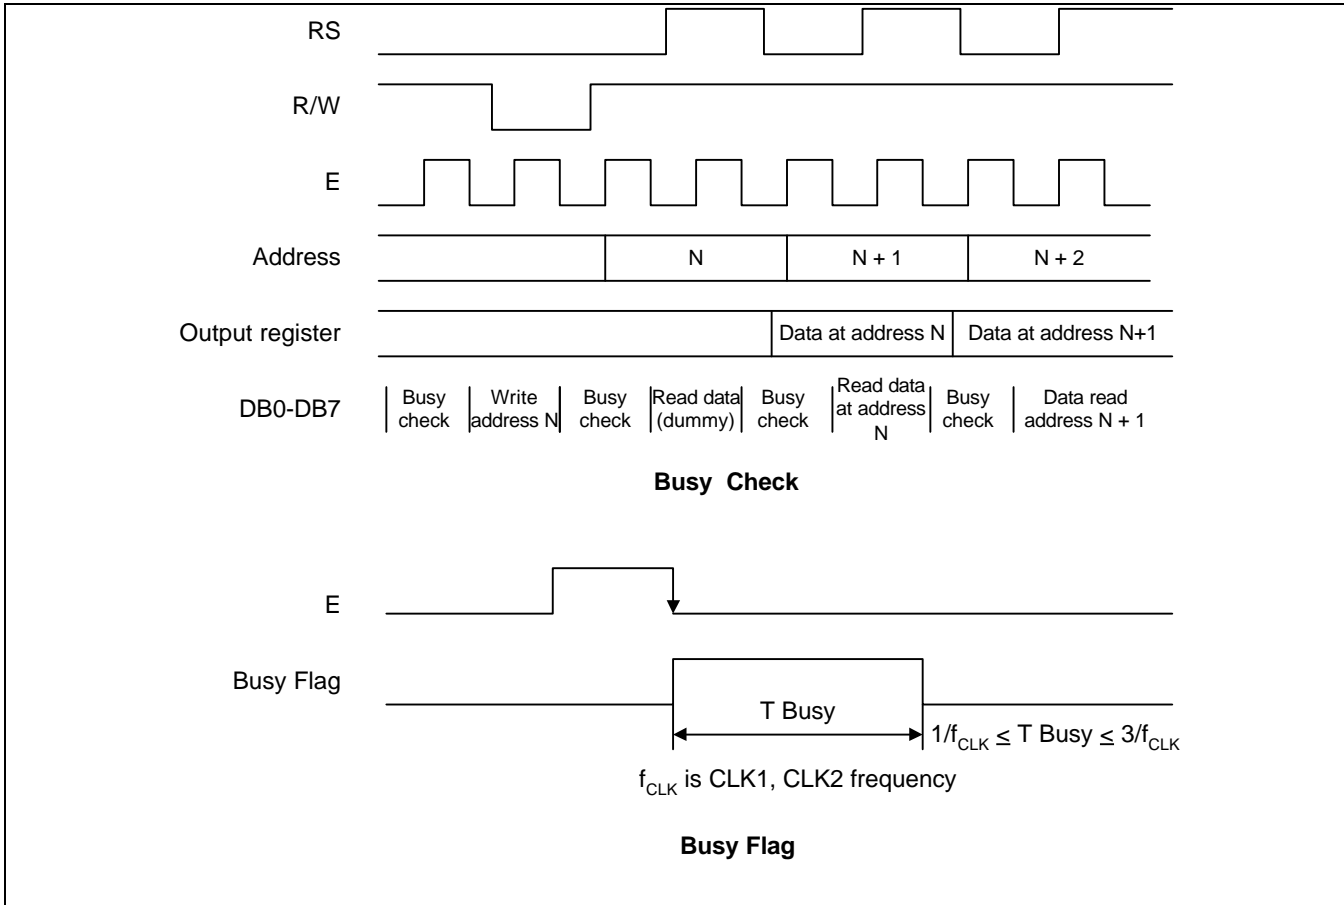 RS
R/W
E
Address N N + 1 N + 2
Output register Data at address N Data at address N+1
DB0-DB7
Busy check
Write address N
Busy check
Read data (dummy)
Busy check
Read data at address N
Busy check
Data read address N + 1
Busy Check
E
Busy Flag
T Busy
1/fCLK ≤ T Busy ≤ 3/fCLK
fCLK is CLK1, CLK2 frequency
Busy Flag